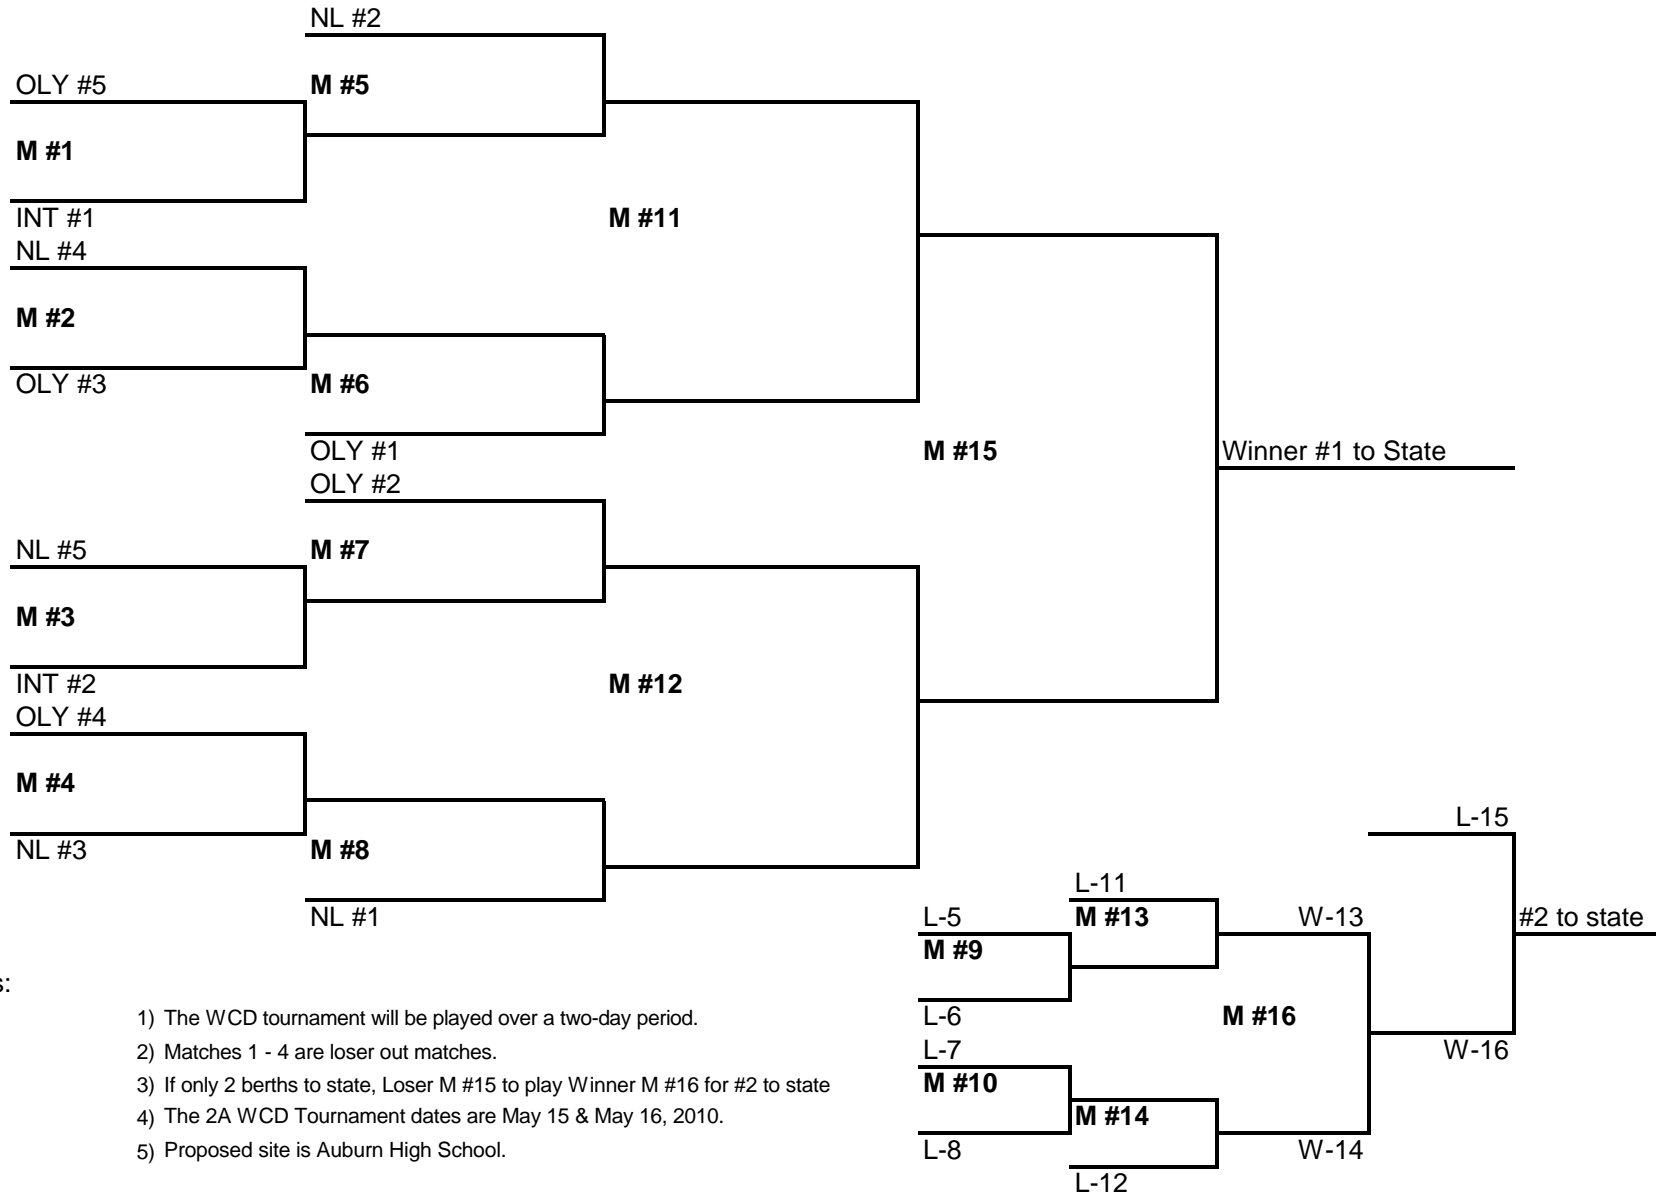 NL #2
OLY #5
M #5
M #1
INT #1
M #11
NL #4
M #2
OLY #3
M #6
OLY #1
M #15
Winner #1 to State
OLY #2
NL #5
M #7
M #3
INT #2
M #12
OLY #4
M #4
L-15
NL #3
M #8
L-11
NL #1
L-5
M #13
W-13
#2 to state
M #9
s:
L-6
M #16
1) The WCD tournament will be played over a two-day period.
L-7
W-16
2) Matches 1 - 4 are loser out matches.
M #10
3) If only 2 berths to state, Loser M #15 to play Winner M #16 for #2 to state
M #14
4) The 2A WCD Tournament dates are May 15 & May 16, 2010.
L-8
W-14
5) Proposed site is Auburn High School.
L-12